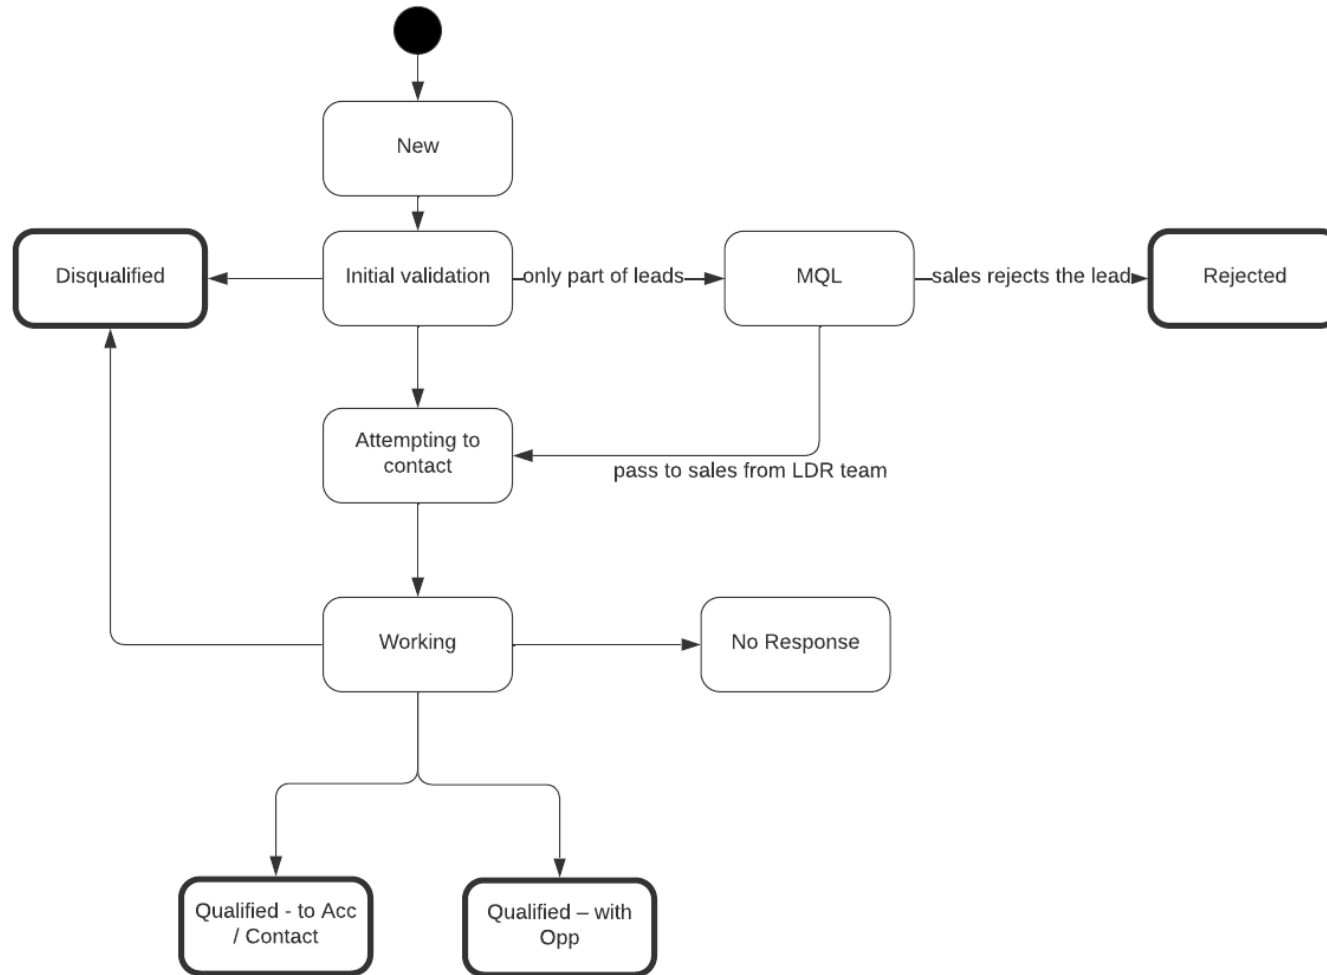 New
Disqualified
Initial validation
only part of leads
MQL
sales rejects the lead
Rejected
Attempting to
contact
pass to sales from LDR team
Working
No Response
Qualified - to Acc
/ Contact
Qualified – with
Opp